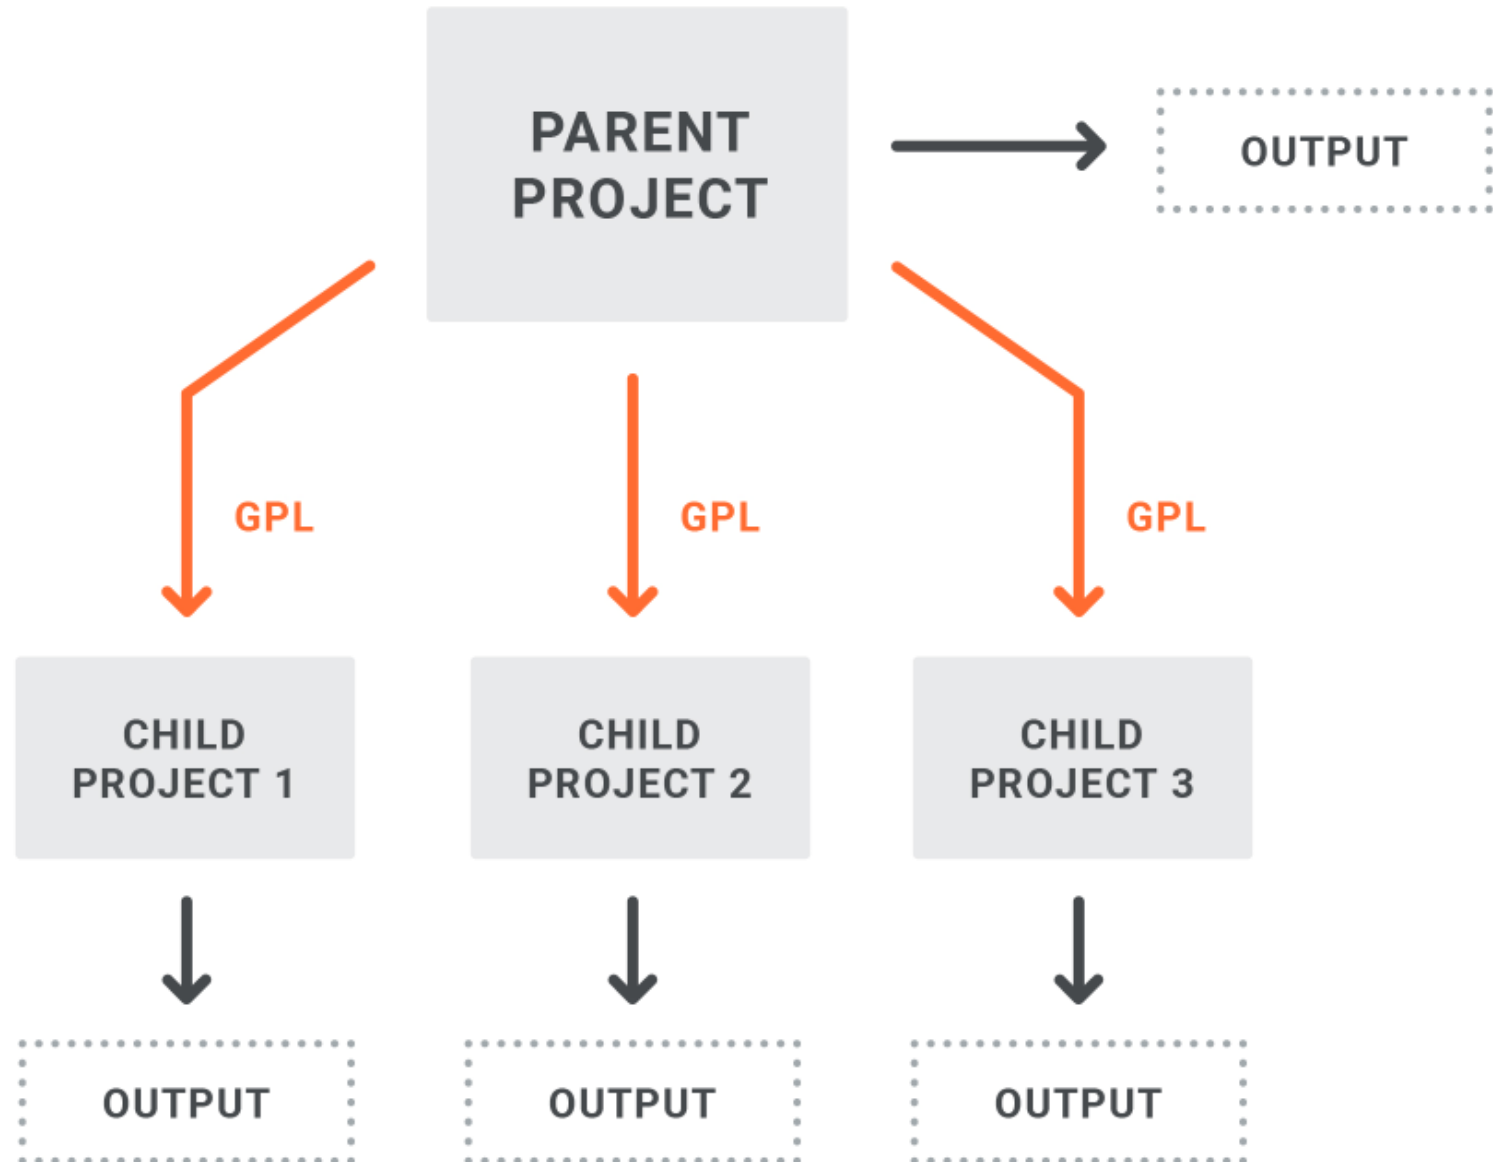 PARENT
PROJECT
OUTPUT
GPL
GPL
GPL
CHILD
PROJECT 1
CHILD
PROJECT 2
CHILD
PROJECT 3
OUTPUT
OUTPUT
OUTPUT